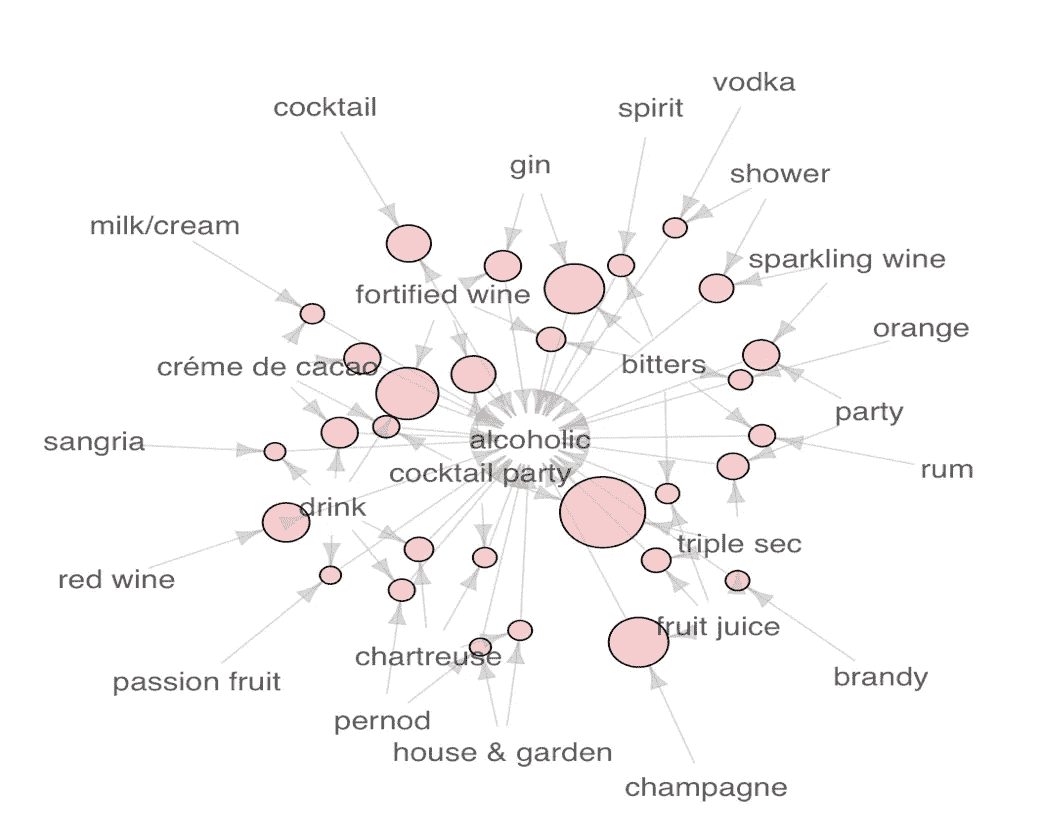 vodka
cocktail
spirit
gin
shower
milk/cream
sparkling wine
fortified wine
orange
créme de cacao
bitters
party
sangria
alcoholic
rum
cocktail party
drink
triple sec
red wine
fruit juice
chartreuse
brandy
passion fruit
pernod
house & garden
champagne